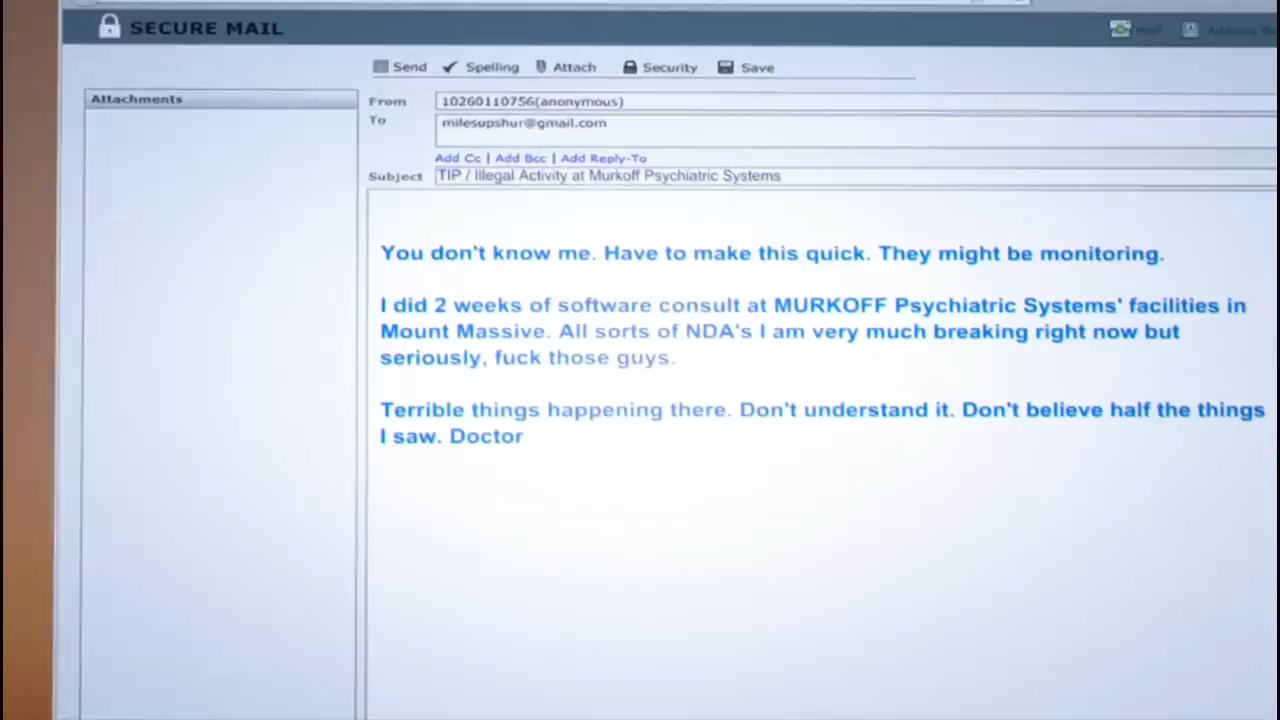 SECURE MAIL
Mail
Send Spelling Attach Security Save
Attachments
From 10260110756(anonymous)
To milesupshur@gmail.com
Add Cc | Add Bcc | Add Reply-To
Subject TIP / Illegal Activity at Murkoff Psychiatric Systems
You don't know me. Have to make this quick. They might be monitoring.
I did 2 weeks of software consult at MURKOFF Psychiatric Systems' facilities in
Mount Massive. All sorts of NDA's I am very much breaking right now but
seriously, fuck those guys.
Terrible things happening there. Don't understand it. Don't believe half the things
I saw. Doctor